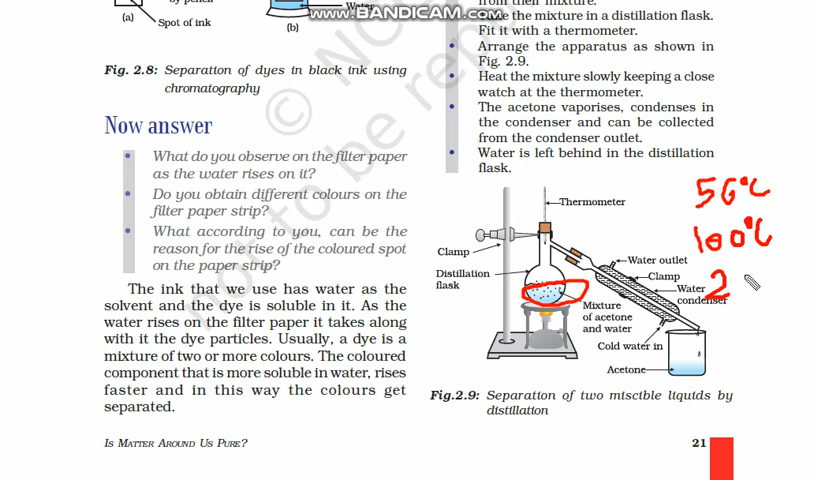 www.BANDICAM.com
(a)
by pencil
Spot of ink
Water
(b)
Fig. 2.8: Separation of dyes in black ink using
chromatography
Now answer
• What do you observe on the filter paper
as the water rises on it?
• Do you obtain different colours on the
filter paper strip?
• What according to you, can be the
reason for the rise of the coloured spot
on the paper strip?
The ink that we use has water as the
solvent and the dye is soluble in it. As the
water rises on the filter paper it takes along
with it the dye particles. Usually, a dye is a
mixture of two or more colours. The coloured
component that is more soluble in water, rises
faster and in this way the colours get
separated.
from their mixture.
the mixture in a distillation flask.
Fit it with a thermometer.
• Arrange the apparatus as shown in
Fig. 2.9.
• Heat the mixture slowly keeping a close
watch at the thermometer.
• The acetone vaporises, condenses in
the condenser and can be collected
from the condenser outlet.
• Water is left behind in the distillation
flask.
Thermometer
56°C
100°C
2
Clamp
Water outlet
Distillation
flask
Clamp
Water
condenser
Mixture
of acetone
and water
Cold water in
Acetone
Fig.2.9: Separation of two miscible liquids by
distillation
IS MATTER AROUND US PURE?
21
© NC
not to be rep